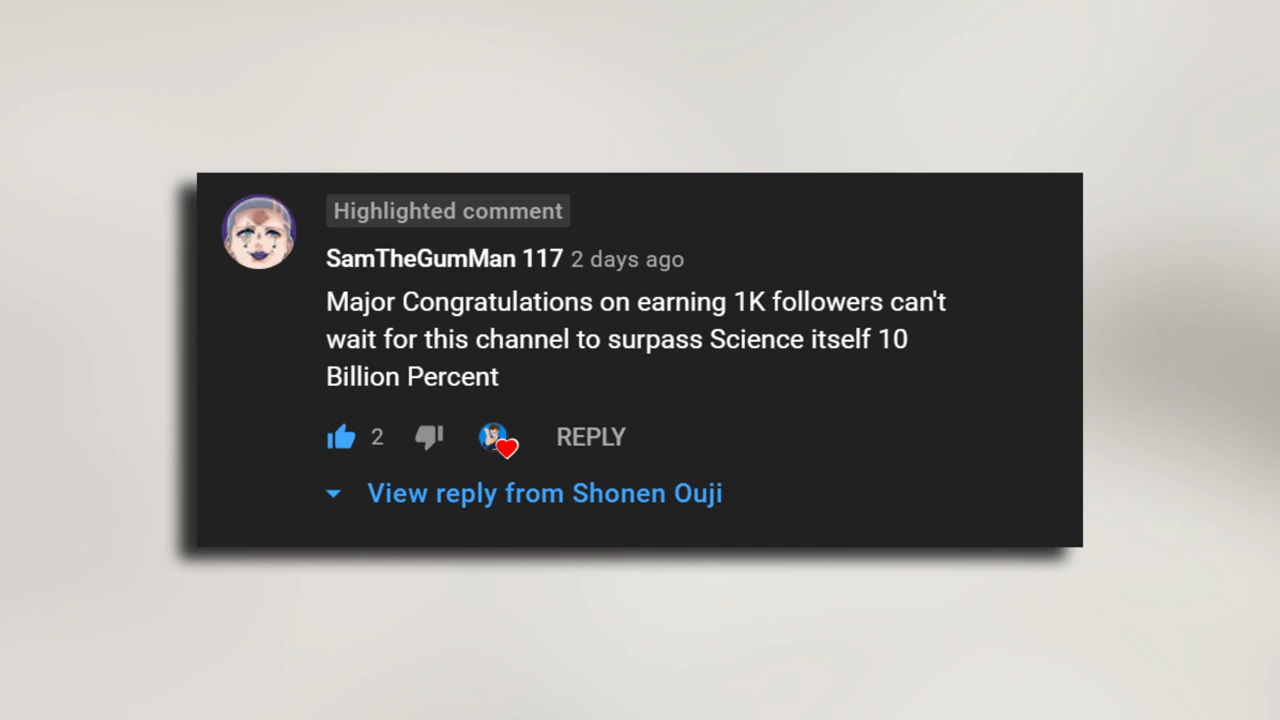 Highlighted comment
SamTheGumMan 117 2 days ago
Major Congratulations on earning 1K followers can't
wait for this channel to surpass Science itself 10
Billion Percent
2 REPLY
View reply from Shonen Ouji